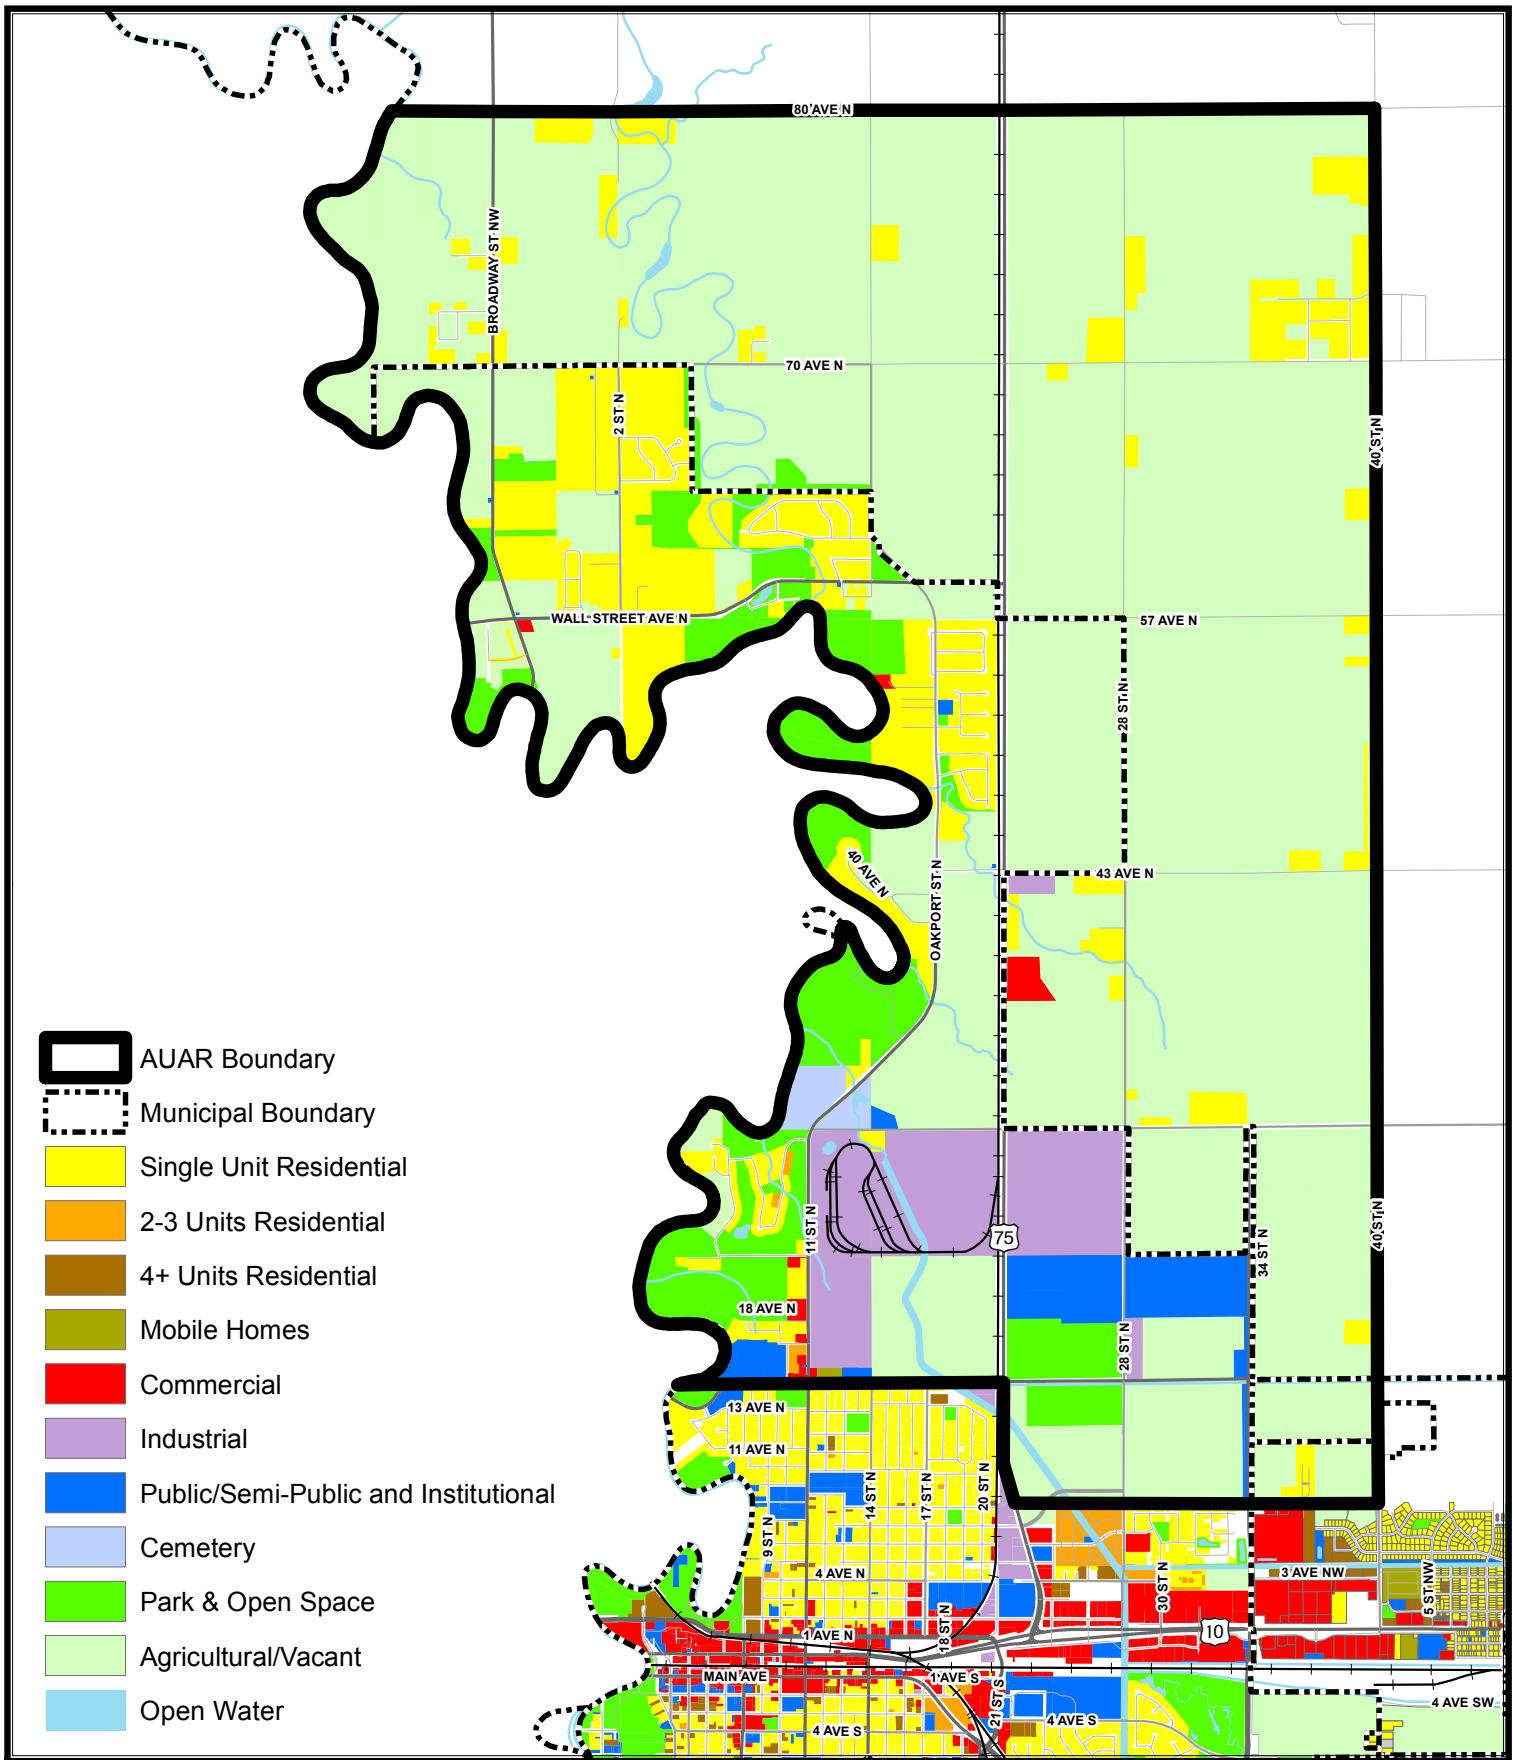 80 AVE N
BROADWAY ST NW
70 AVE N
2 ST N
40 ST N
WALL STREET AVE N
57 AVE N
28 ST N
43 AVE N
40 AVE N
OAKPORT ST N
AUAR Boundary
Municipal Boundary
Single Unit Residential
2-3 Units Residential
4+ Units Residential
Mobile Homes
Commercial
Industrial
Public/Semi-Public and Institutional
Cemetery
Park & Open Space
Agricultural/Vacant
Open Water
11 ST N
75
34 ST N
40 ST N
18 AVE N
28 ST N
13 AVE N
11 AVE N
14 ST N
17 ST N
20 ST N
9 ST N
4 AVE N
30 ST N
3 AVE NW
5 ST NW
18 ST N
1 AVE N
10
MAIN AVE
1 AVE S
21 ST S
4 AVE S
4 AVE S
4 AVE SW